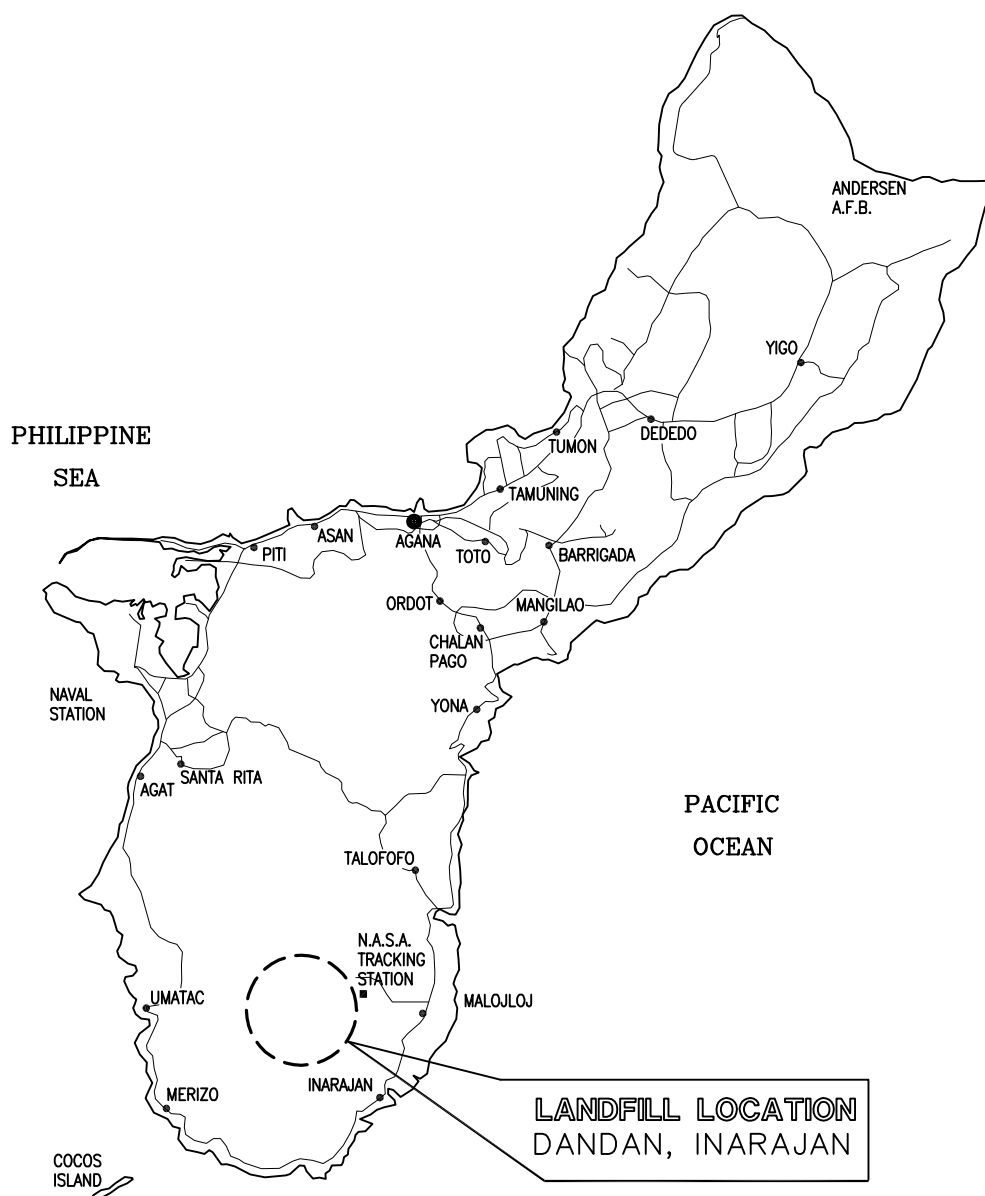 ANDERSEN
A.F.B.
YIGO
PHILIPPINE
SEA
DEDEDO
TUMON
TAMUNING
ASAN
AGANA
PITI
TOTO
BARRIGADA
ORDOT
MANGILAO
CHALAN
PAGO
NAVAL
STATION
YONA
SANTA RITA
AGAT
PACIFIC
OCEAN
TALOFOFO
N.A.S.A.
TRACKING
STATION
UMATAC
MALOJLOJ
INARAJAN
MERIZO
LANDFILL LOCATION
DANDAN, INARAJAN
COCOS
ISLAND